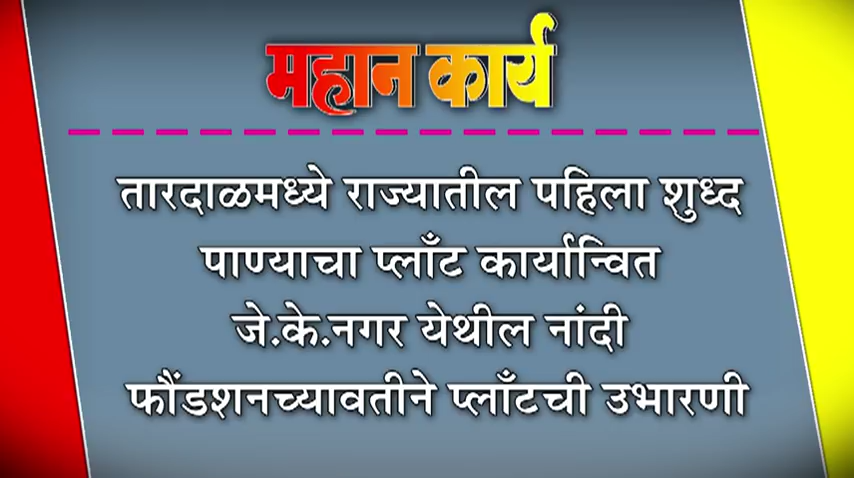 महान कार्य
तारदाळमध्ये राज्यातील पहिला शुध्द
पाण्याचा प्लाँट कार्यान्वित
जे.के.नगर येथील नांदी
फौंडशनच्यावतीने प्लाँटची उभारणी